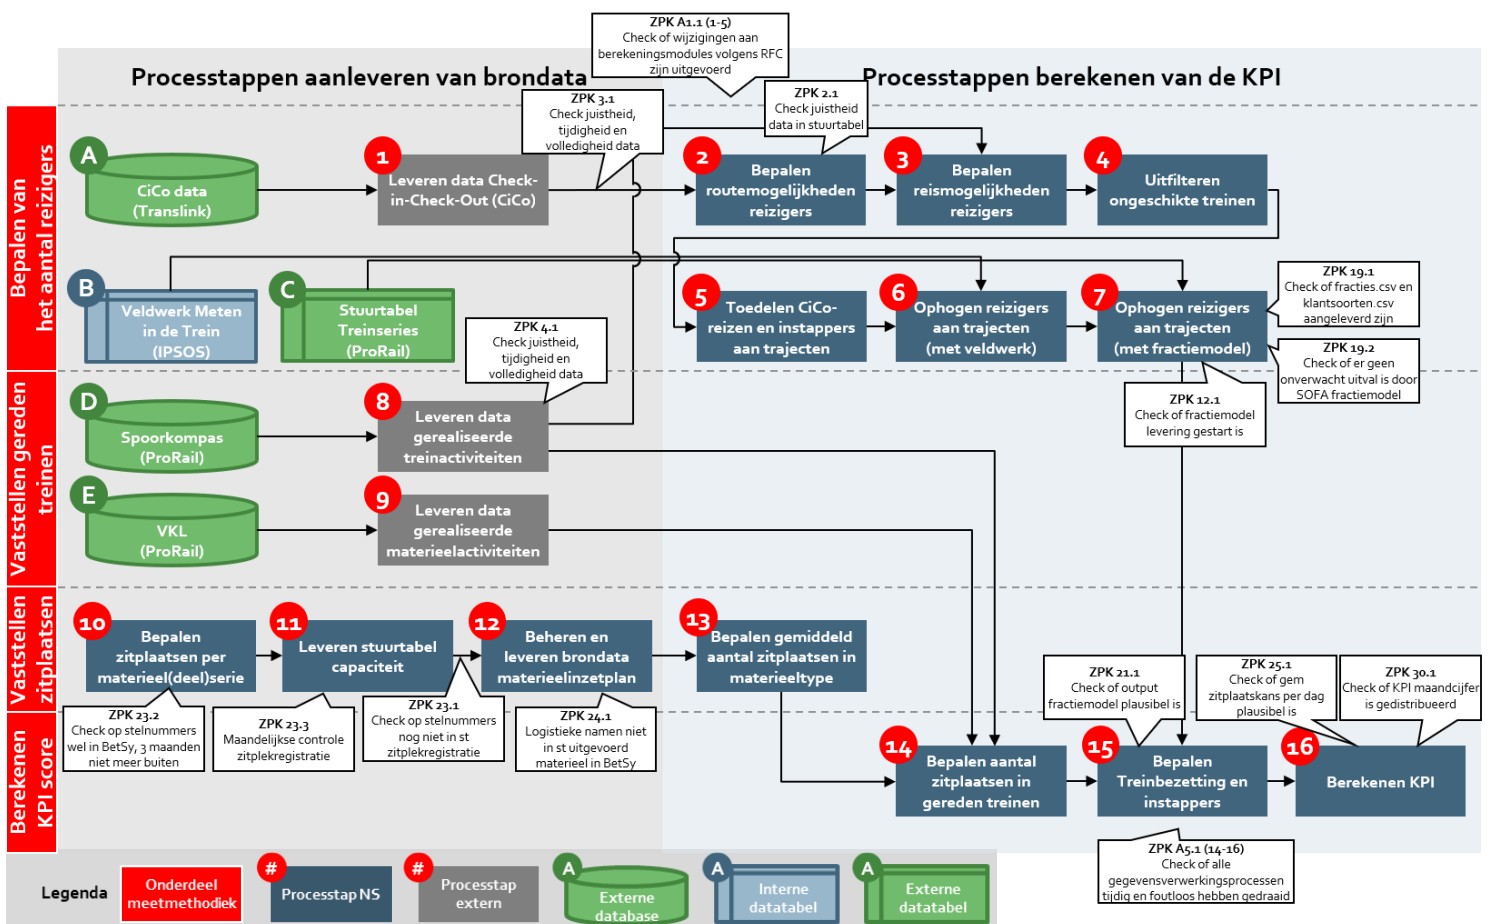 ZPK A1.1 (1-5)
Check of wijzigingen aan
berekeningsmodules volgens RFC
zijn uitgevoerd
Processtappen aanleveren van brondata
Processtappen berekenen van de KPI
ZPK 3.1
Check juistheid,
tijdigheid en
volledigheid data
ZPK 2.1
Check juistheid
data in stuurtabel
Bepalen van
het aantal reizigers
A
CiCo data
(Translink)
1
Leveren data Check-
in-Check-Out (CiCo)
2
Bepalen
routemogelijkheden
reizigers
3
Bepalen
reismogelijkheden
reizigers
4
Uitfilteren
ongeschikte treinen
B
Veldwerk Meten
in de Trein
(IPSOS)
C
Stuurtabel
Treinseries
(ProRail)
5
Toedelen CiCo-
reizen en instappers
aan trajecten
6
Ophogen reizigers
aan trajecten
(met veldwerk)
7
Ophogen reizigers
aan trajecten
(met fractiemodel)
ZPK 19.1
Check of fracties.csv en
klantsoorten.csv
aangeleverd zijn
ZPK 4.1
Check juistheid,
tijdigheid en
volledigheid data
ZPK 19.2
Check of er geen
onverwacht uitval is door
SOFA fractiemodel
ZPK 12.1
Check of fractiemodel
levering gestart is
Vaststellen gereden
treinen
D
Spoorkompas
(ProRail)
8
Leveren data
gerealiseerde
treinactiviteiten
E
VKL
(ProRail)
9
Leveren data
gerealiseerde
materieelactiviteiten
Vaststellen
zitplaatsen
10
Bepalen
zitplaatsen per
materieel(deel)serie
11
Leveren stuurtabel
capaciteit
12
Beheren en
leveren brondata
materieelinzetplan
13
Bepalen gemiddeld
aantal zitplaatsen in
materieeltype
ZPK 23.2
Check op stelnummers
wel in BetSy, 3 maanden
niet meer buiten
ZPK 23.3
Maandelijkse controle
zitplekregistratie
ZPK 23.1
Check op stelnummers
nog niet in st
zitplekregistratie
ZPK 24.1
Logistieke namen niet
in st uitgevoerd
materieel in BetSy
ZPK 21.1
Check of output
fractiemodel plausibel is
ZPK 25.1
Check of gem
zitplaatskans per dag
plausibel is
ZPK 30.1
Check of KPI maandcijfer
is gedistribueerd
Berekenen
KPI score
14
Bepalen aantal
zitplaatsen in
gereden treinen
15
Bepalen
Treinbezetting en
instappers
16
Berekenen KPI
ZPK A5.1 (14-16)
Check of alle
gegevensverwerkingsprocessen
tijdig en foutloos hebben gedraaid
Legenda
Onderdeel
meetmethodiek
#
Processtap NS
#
Processtap
extern
A
Externe
database
A
Interne
datatabel
A
Externe
datatabel